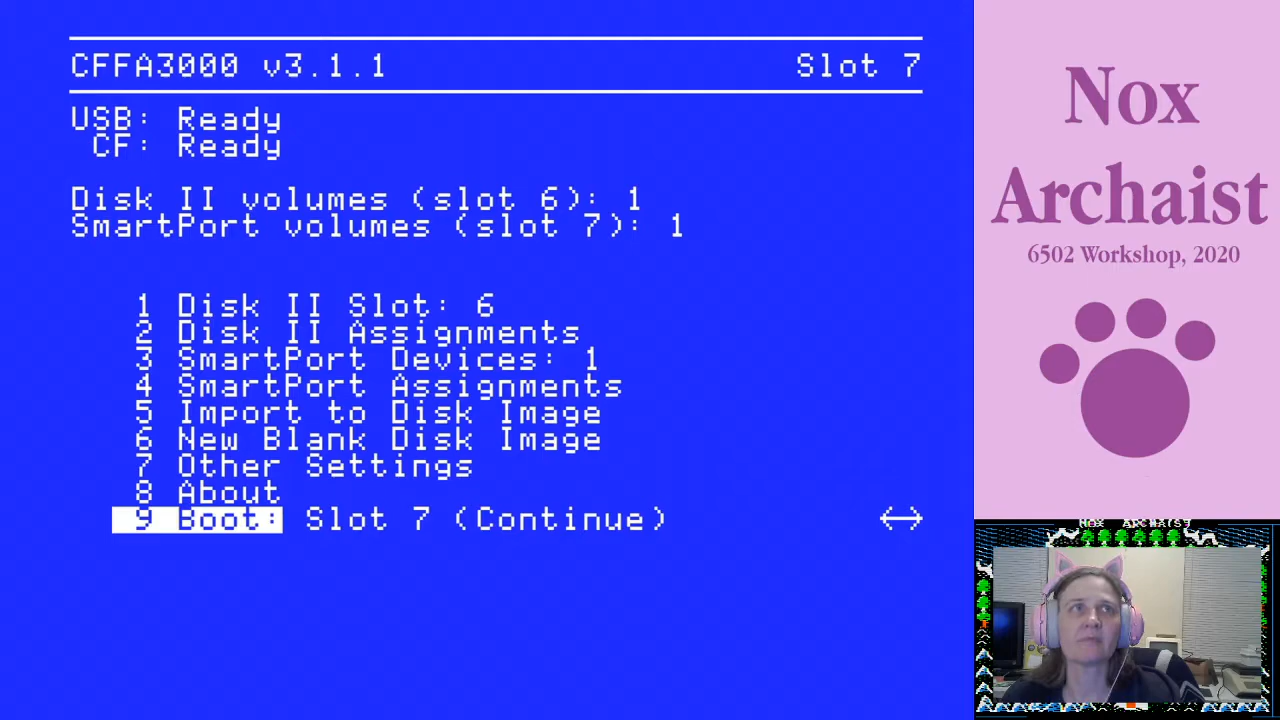 CFFA3000 v3.1.1 Slot 7
USB: Ready
CF: Ready
Disk II volumes (slot 6): 1
SmartPort volumes (slot 7): 1
1 Disk II Slot: 6
2 Disk II Assignments
3 SmartPort Devices: 1
4 SmartPort Assignments
5 Import to Disk Image
6 New Blank Disk Image
7 Other Settings
8 About
9 Boot: Slot 7 (Continue) <->
Nox
Archaist
6502 Workshop, 2020
NOX ARCHAIST